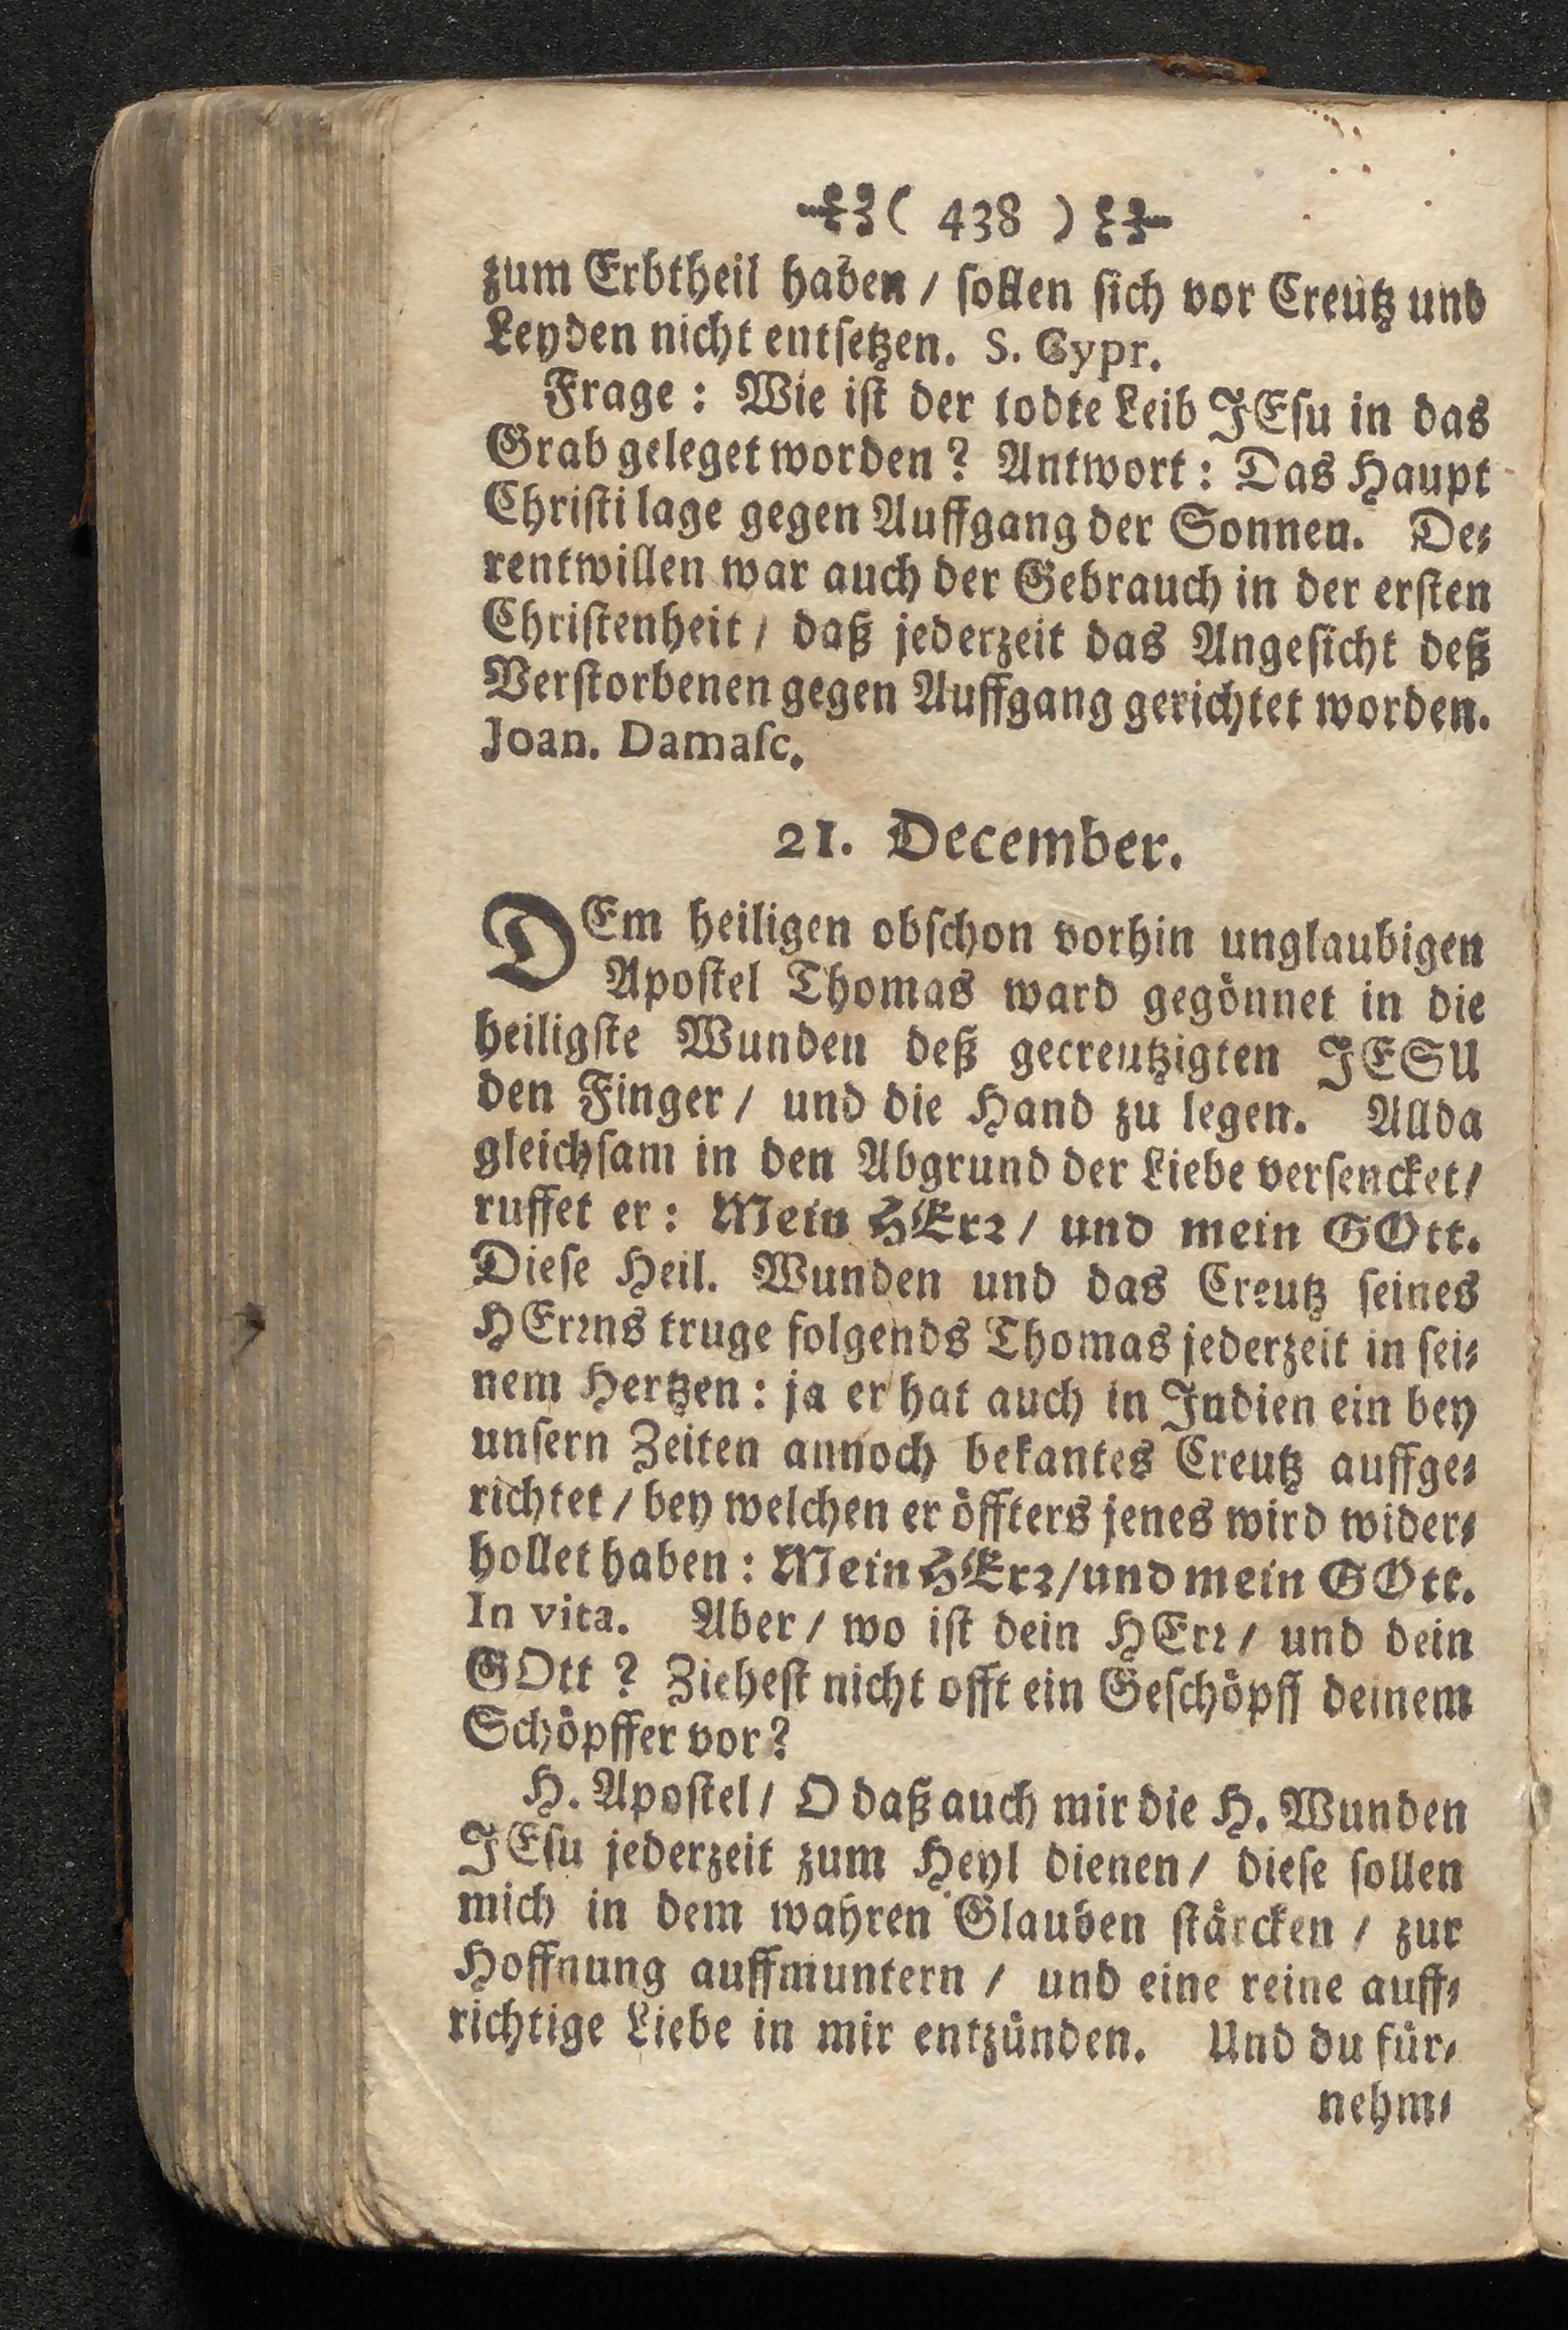 ( 438 )
zum Erbtheil haben / sollen sich vor Creutz und
Leyden nicht entsetzen. S. Cypr.
Frage: Wie ist der todte Leib JEsu in das
Grab geleget worden? Antwort: Das Haupt
Christi lage gegen Auffgang der Sonnen. De-
rentwillen war auch der Gebrauch in der ersten
Christenheit / daß jederzeit das Angesicht deß
Verstorbenen gegen Auffgang gerichtet worden.
Joan. Damasc.
21. December.
DEm heiligen obschon vorhin unglaubigen
Apostel Thomas ward gegönnet in die
heiligste Wunden deß gecreutzigten JESU
den Finger / und die Hand zu legen. Allda
gleichsam in den Abgrund der Liebe versencket /
ruffet er: Mein HErr / und mein GOtt.
Diese Heil. Wunden und das Creutz seines
HErrns truge folgends Thomas jederzeit in sei-
nem Hertzen: ja er hat auch in Indien ein bey
unsern Zeiten annoch bekantes Creutz auffge-
richtet / bey welchen er öffters jenes wird wider-
hollet haben: Mein HErr / und mein GOtt.
In vita. Aber / wo ist dein HErr / und dein
GOtt? Ziehest nicht offt ein Geschöpff deinem
Schöpffer vor?
H. Apostel / O daß auch mir die H. Wunden
JEsu jederzeit zum Heyl dienen / diese sollen
mich in dem wahren Glauben stärcken / zur
Hoffnung auffmuntern / und eine reine auff-
richtige Liebe in mir entzünden. Und du für-
nehm-